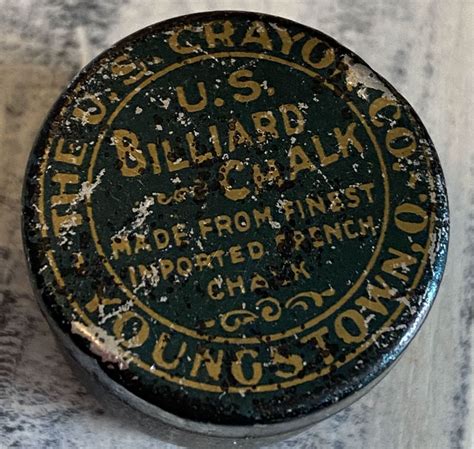 THE U.S. CRAYON CO.
YOUNGSTOWN.O.
U.S.
BILLIARD
CHALK
MADE FROM FINEST
IMPORTED FRENCH
CHALK